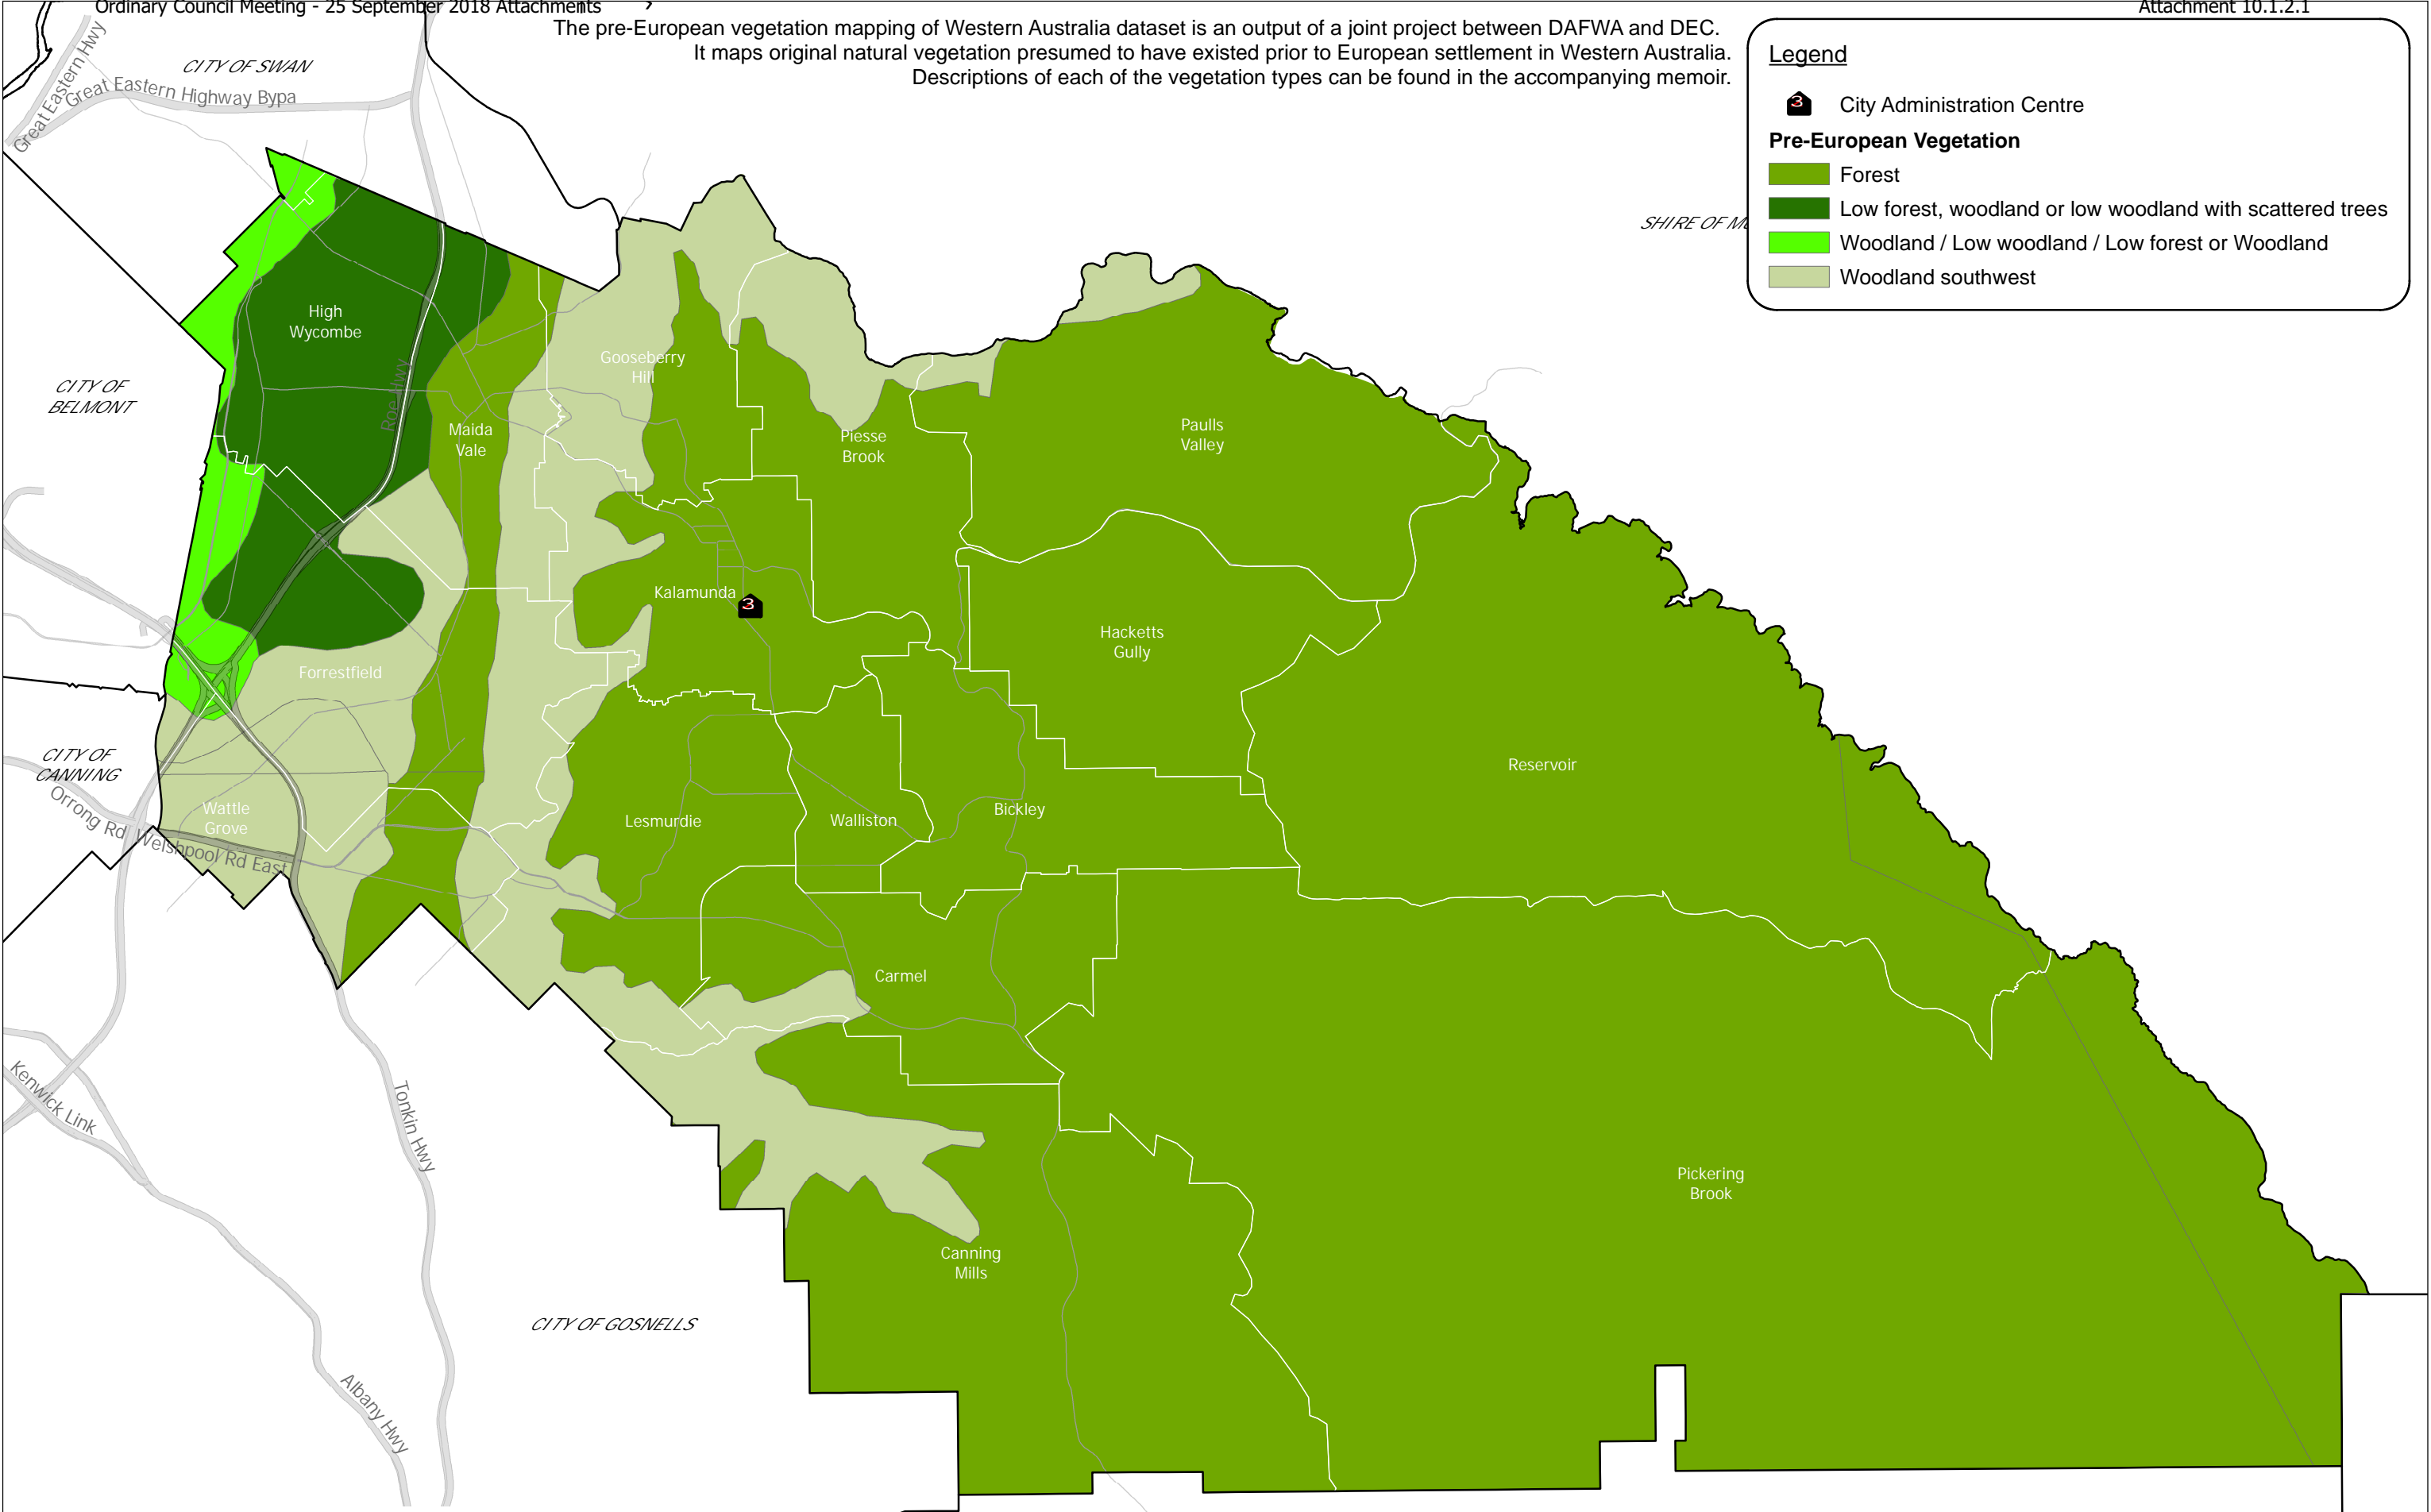 Ordinary Council Meeting - 25 September 2018 Attachments
Attachment 10.1.2.1
The pre-European vegetation mapping of Western Australia dataset is an output of a joint project between DAFWA and DEC.
It maps original natural vegetation presumed to have existed prior to European settlement in Western Australia.
Descriptions of each of the vegetation types can be found in the accompanying memoir.
Legend
3
City Administration Centre
Pre-European Vegetation
Forest
Low forest, woodland or low woodland with scattered trees
Woodland / Low woodland / Low forest or Woodland
Woodland southwest
Great Eastern Hwy
CITY OF SWAN
Great Eastern Highway Bypa
SHIRE OF MU
High
Wycombe
Roe Hwy
CITY OF
BELMONT
Gooseberry
Hill
Maida
Vale
Piesse
Brook
Paulls
Valley
Kalamunda
3
Hacketts
Gully
Forrestfield
CITY OF
CANNING
Orrong Rd
Welshpool Rd East
Wattle
Grove
Lesmurdie
Walliston
Bickley
Reservoir
Carmel
Kenwick Link
Tonkin Hwy
Pickering
Brook
Canning
Mills
CITY OF GOSNELLS
Albany Hwy